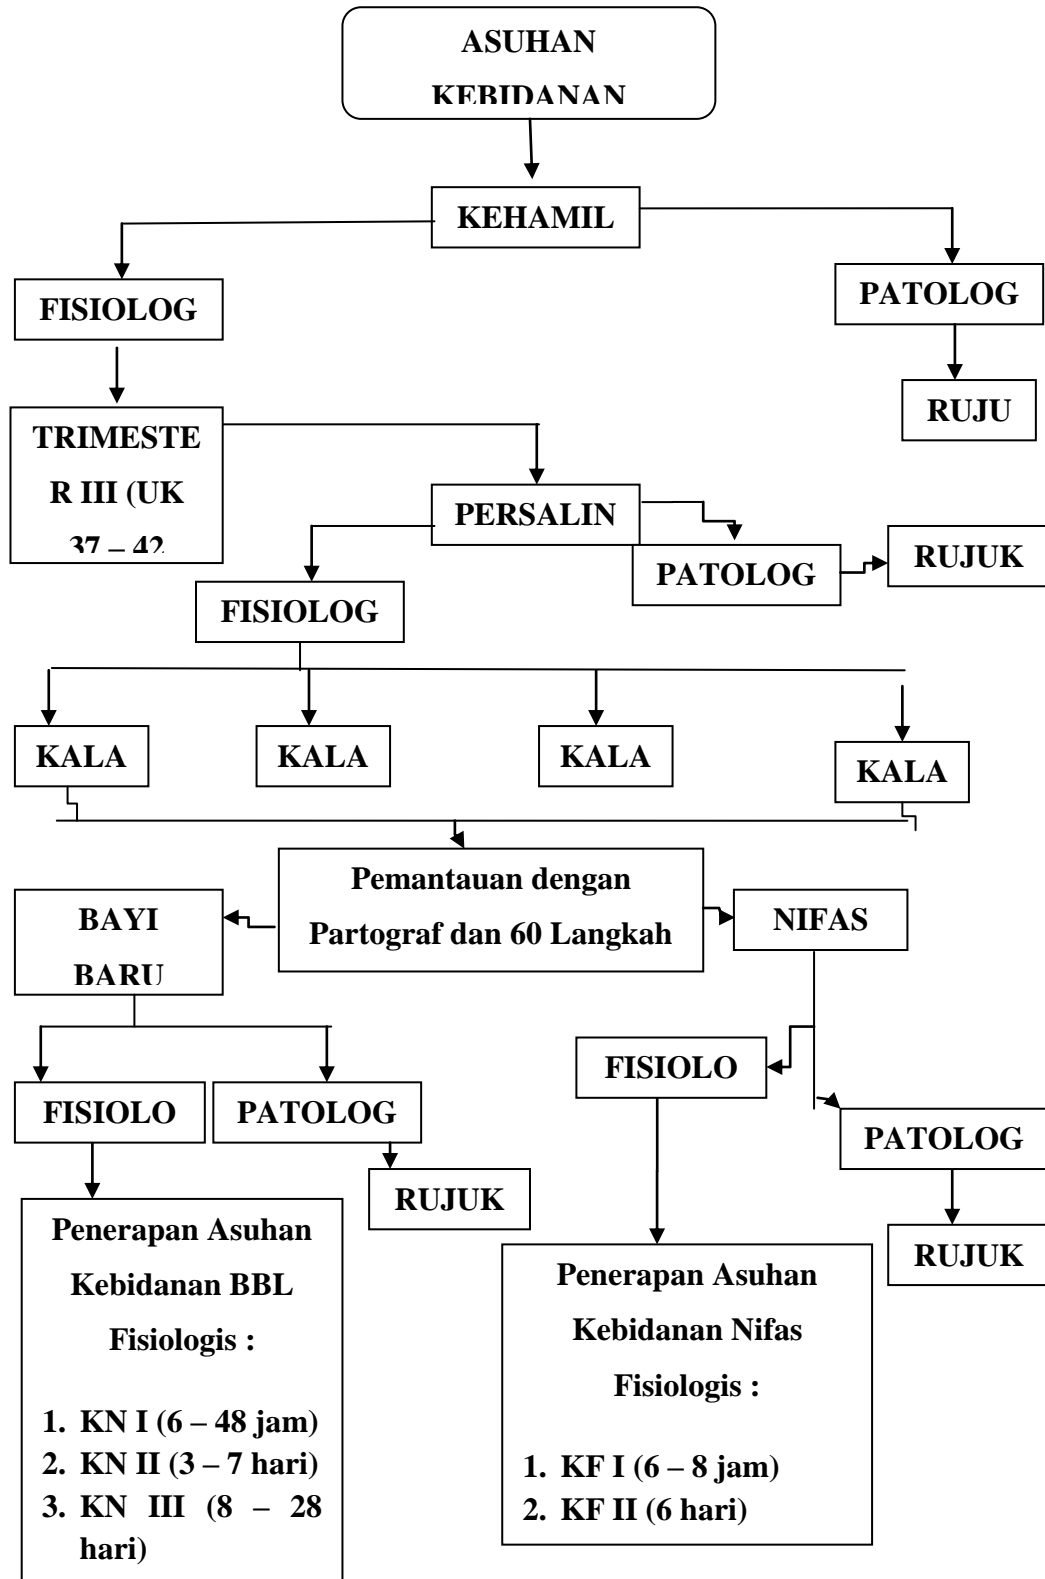 ASUHAN
KEBIDANAN
KEHAMIL
FISIOLOG
PATOLOG
RUJU
TRIMESTE
R III (UK
37 – 42
PERSALIN
PATOLOG
RUJUK
FISIOLOG
KALA
KALA
KALA
KALA
Pemantauan dengan
Partograf dan 60 Langkah
BAYI
BARU
NIFAS
FISIOLO
PATOLOG
RUJUK
FISIOLO
PATOLOG
RUJUK
Penerapan Asuhan
Kebidanan BBL
Fisiologis :
1. KN I (6 – 48 jam)
2. KN II (3 – 7 hari)
3. KN III (8 – 28
hari)
Penerapan Asuhan
Kebidanan Nifas
Fisiologis :
1. KF I (6 – 8 jam)
2. KF II (6 hari)